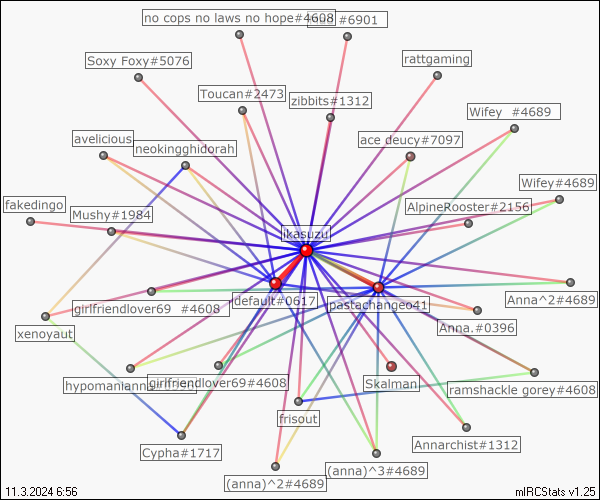 no cops no laws no hope#4608
#6901
Soxy Foxy#5076
rattgaming
Toucan#2473
zibbits#1312
Wifey #4689
ace deucy#7097
avelicious
neokingghidorah
Wifey#4689
fakedingo
AlpineRooster#2156
Mushy#1984
ikasuzu
default#0617
pastachangeo41
Anna^2#4689
girlfriendlover69 #4608
xenoyaut
Anna.#0396
girlfriendlover69#4608
Skalman
ramshackle gorey#4608
frisout
Annarchist#1312
Cypha#1717
(anna)^3#4689
(anna)^2#4689
11.3.2024 6:56
mIRCStats v1.25